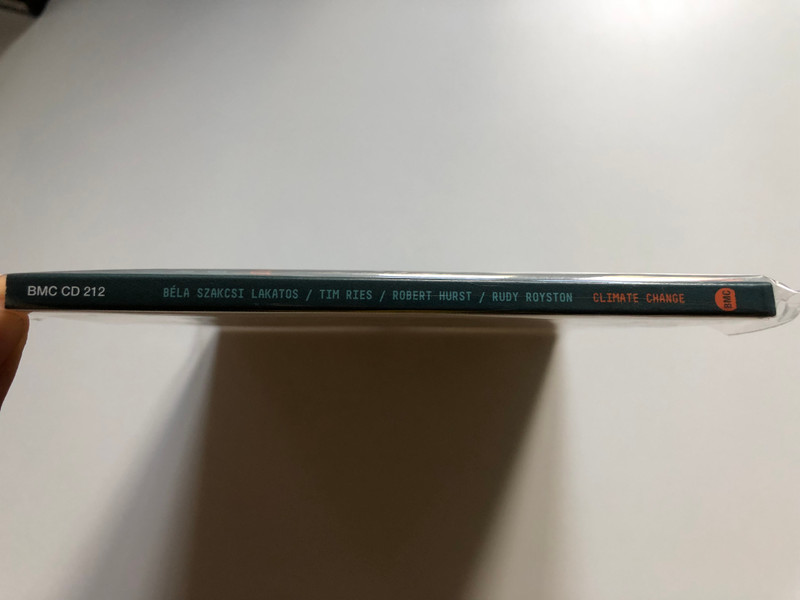 BMC CD 212 BÉLA SZAKCSI LAKATOS / TIM RIES / ROBERT HURST / RUDY ROYSTON CLIMATE CHANGE BMC